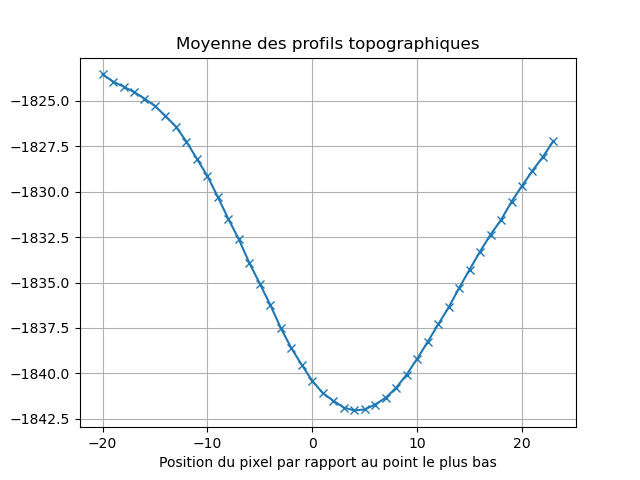 Moyenne des profils topographiques
−1825.0
−1827.5
−1830.0
−1832.5
−1835.0
−1837.5
−1840.0
−1842.5
−20 −10 0 10 20
Position du pixel par rapport au point le plus bas